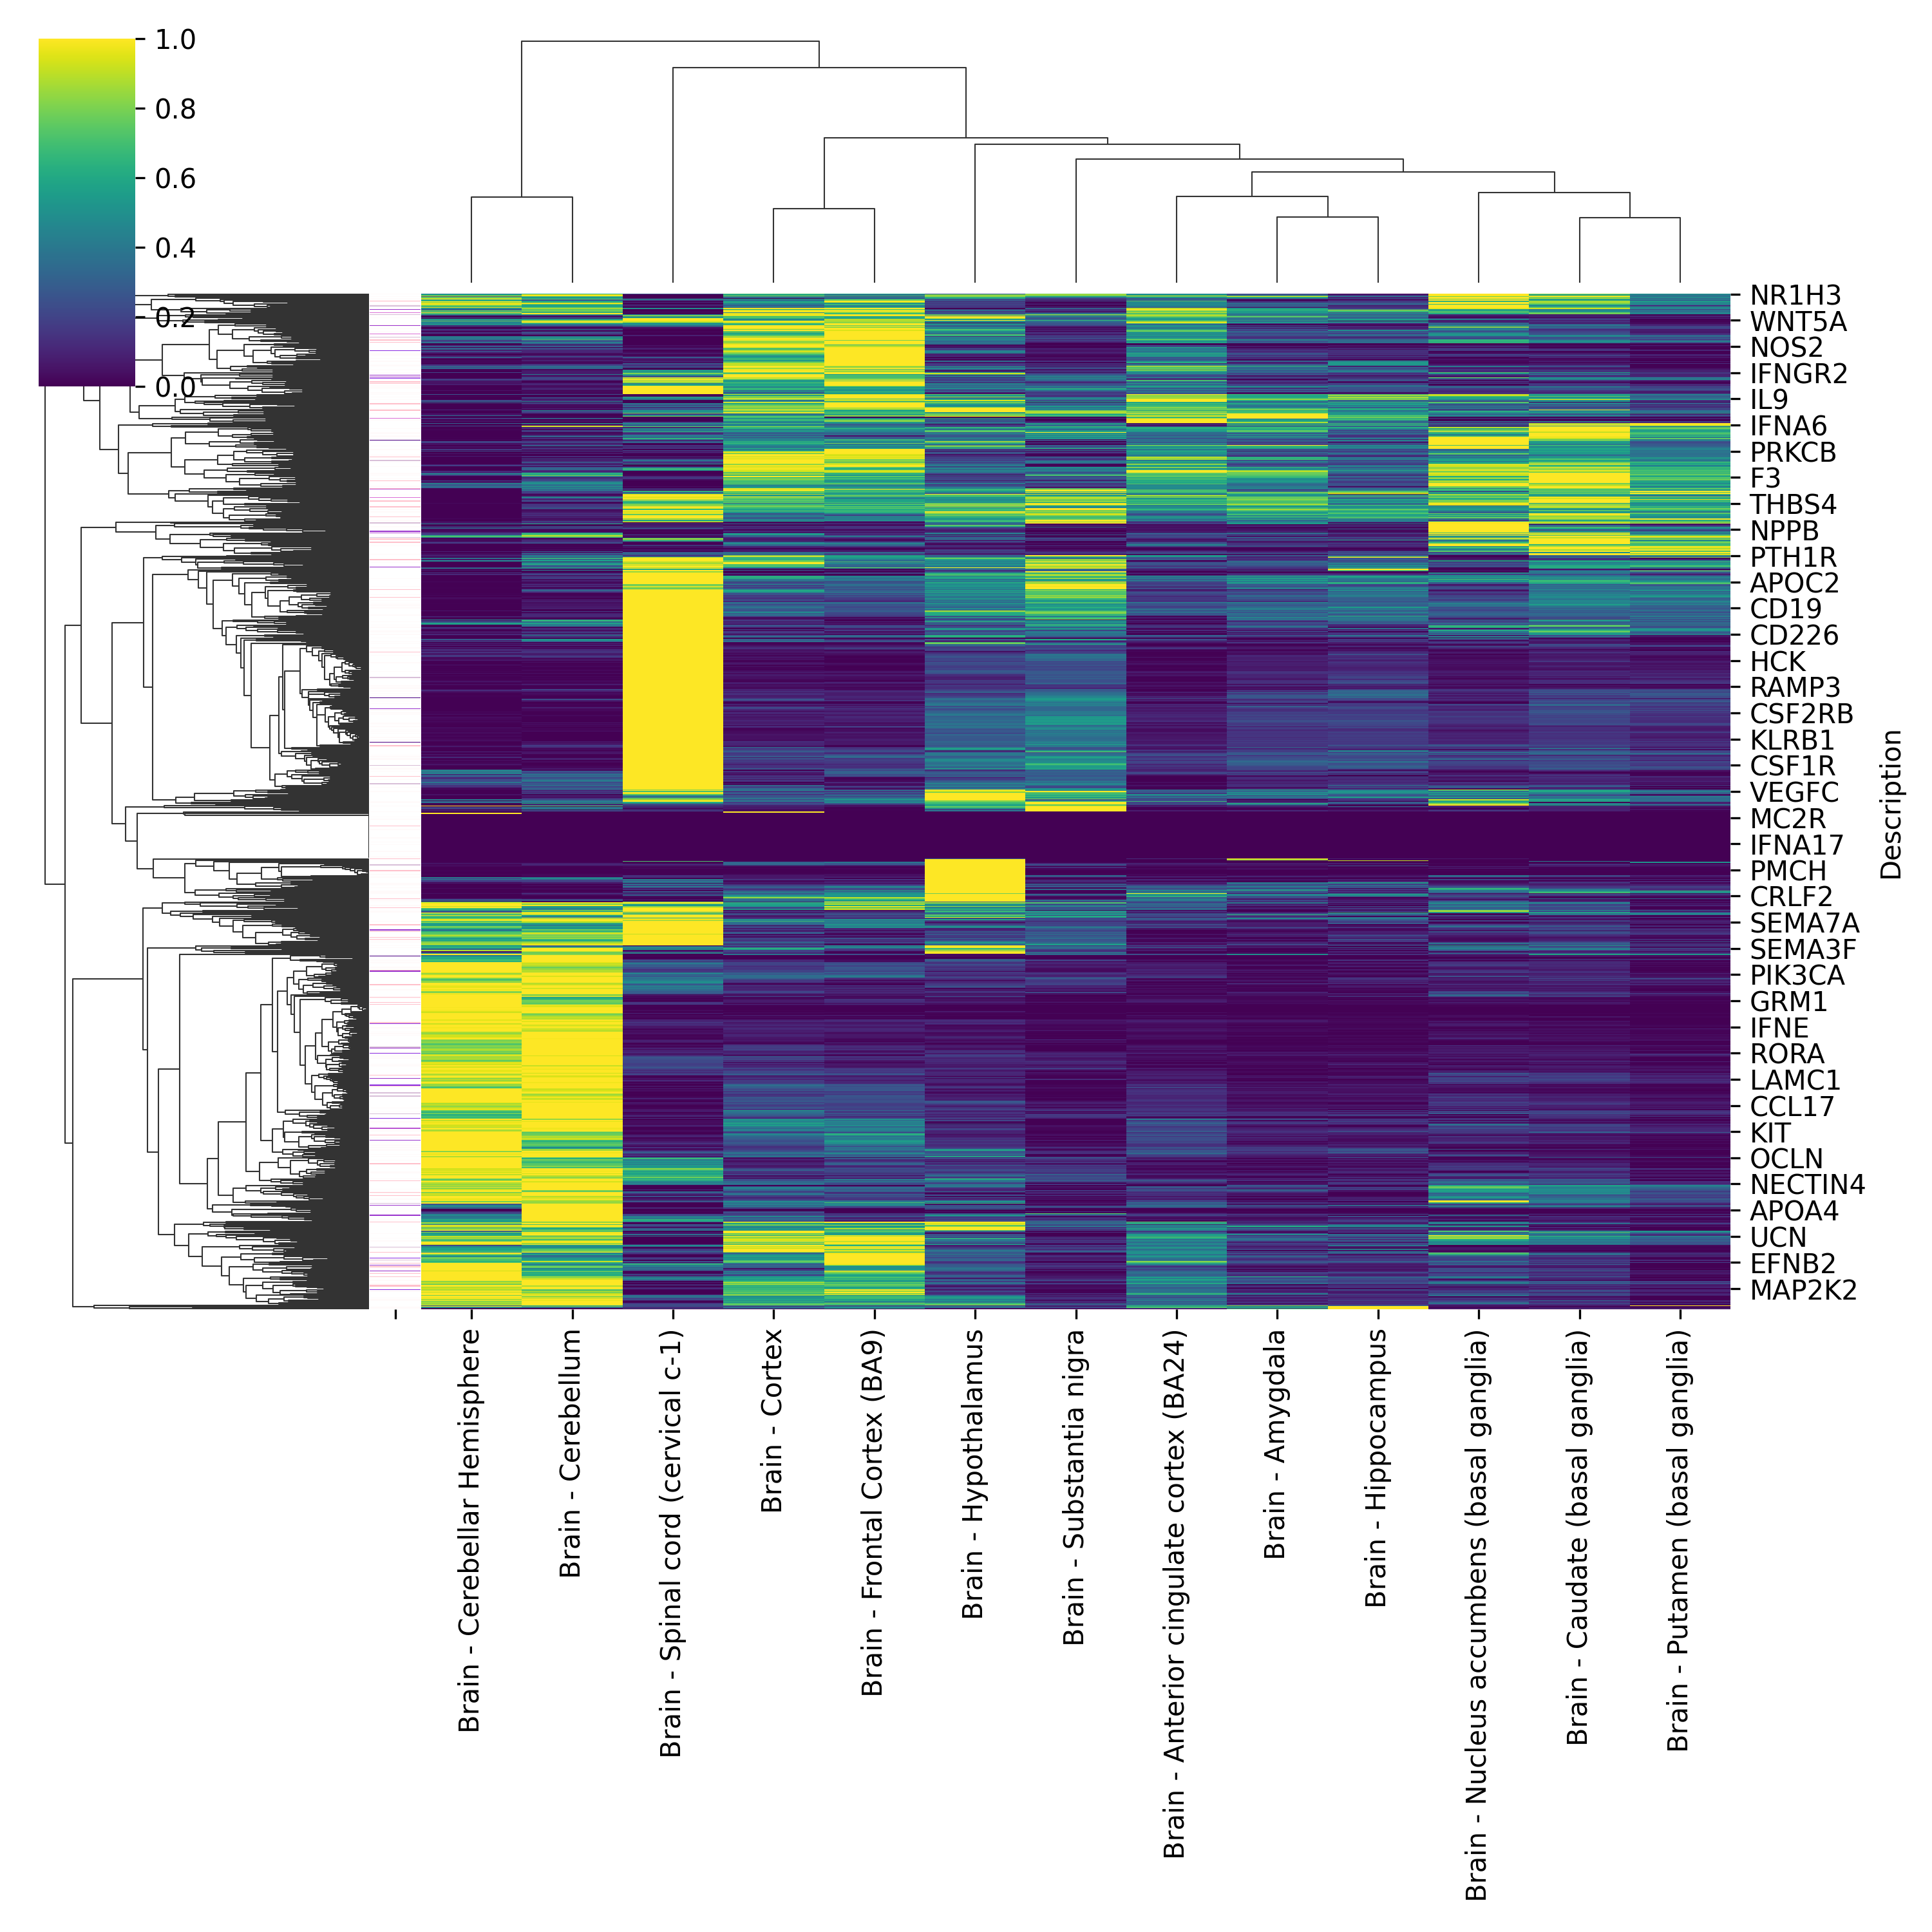 1.0
0.8
0.6
0.4
0.2
0.0
NR1H3
WNT5A
NOS2
IFNGR2
IL9
IFNA6
PRKCB
F3
THBS4
NPPB
PTH1R
APOC2
CD19
CD226
HCK
RAMP3
CSF2RB
KLRB1
CSF1R
VEGFC
MC2R
IFNA17
PMCH
CRLF2
SEMA7A
SEMA3F
PIK3CA
GRM1
IFNE
RORA
LAMC1
CCL17
KIT
OCLN
NECTIN4
APOA4
UCN
EFNB2
MAP2K2
Description
Brain - Cerebellar Hemisphere
Brain - Cerebellum
Brain - Spinal cord (cervical c-1)
Brain - Cortex
Brain - Frontal Cortex (BA9)
Brain - Hypothalamus
Brain - Substantia nigra
Brain - Anterior cingulate cortex (BA24)
Brain - Amygdala
Brain - Hippocampus
Brain - Nucleus accumbens (basal ganglia)
Brain - Caudate (basal ganglia)
Brain - Putamen (basal ganglia)